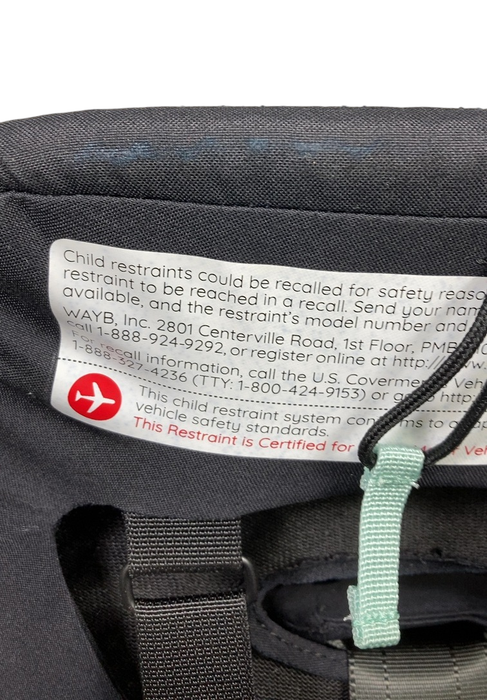 Child restraints could be recalled for safety reaso
restraint to be reached in a recall. Send your nam
available, and the restraint's model number and
WAYB, Inc. 2801 Centerville Road, 1st Floor, PMB
call 1-888-924-9292, or register online at http://
For recall information, call the U.S. Coverment Vehi
1-888-327-4236 (TTY: 1-800-424-9153) or go http:
This child restraint system conforms to
vehicle safety standards.
This Restraint is Certified for Vehi